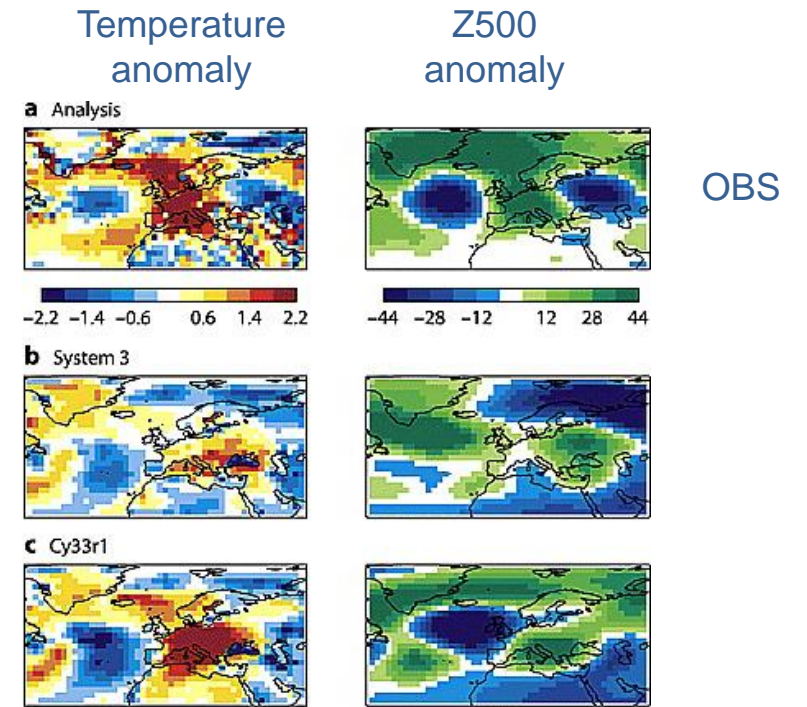 Temperature
anomaly
Z500
anomaly
a Analysis
OBS
−2.2 −1.4 −0.6 0.6 1.4 2.2
−44 −28 −12 12 28 44
b System 3
c Cy33r1